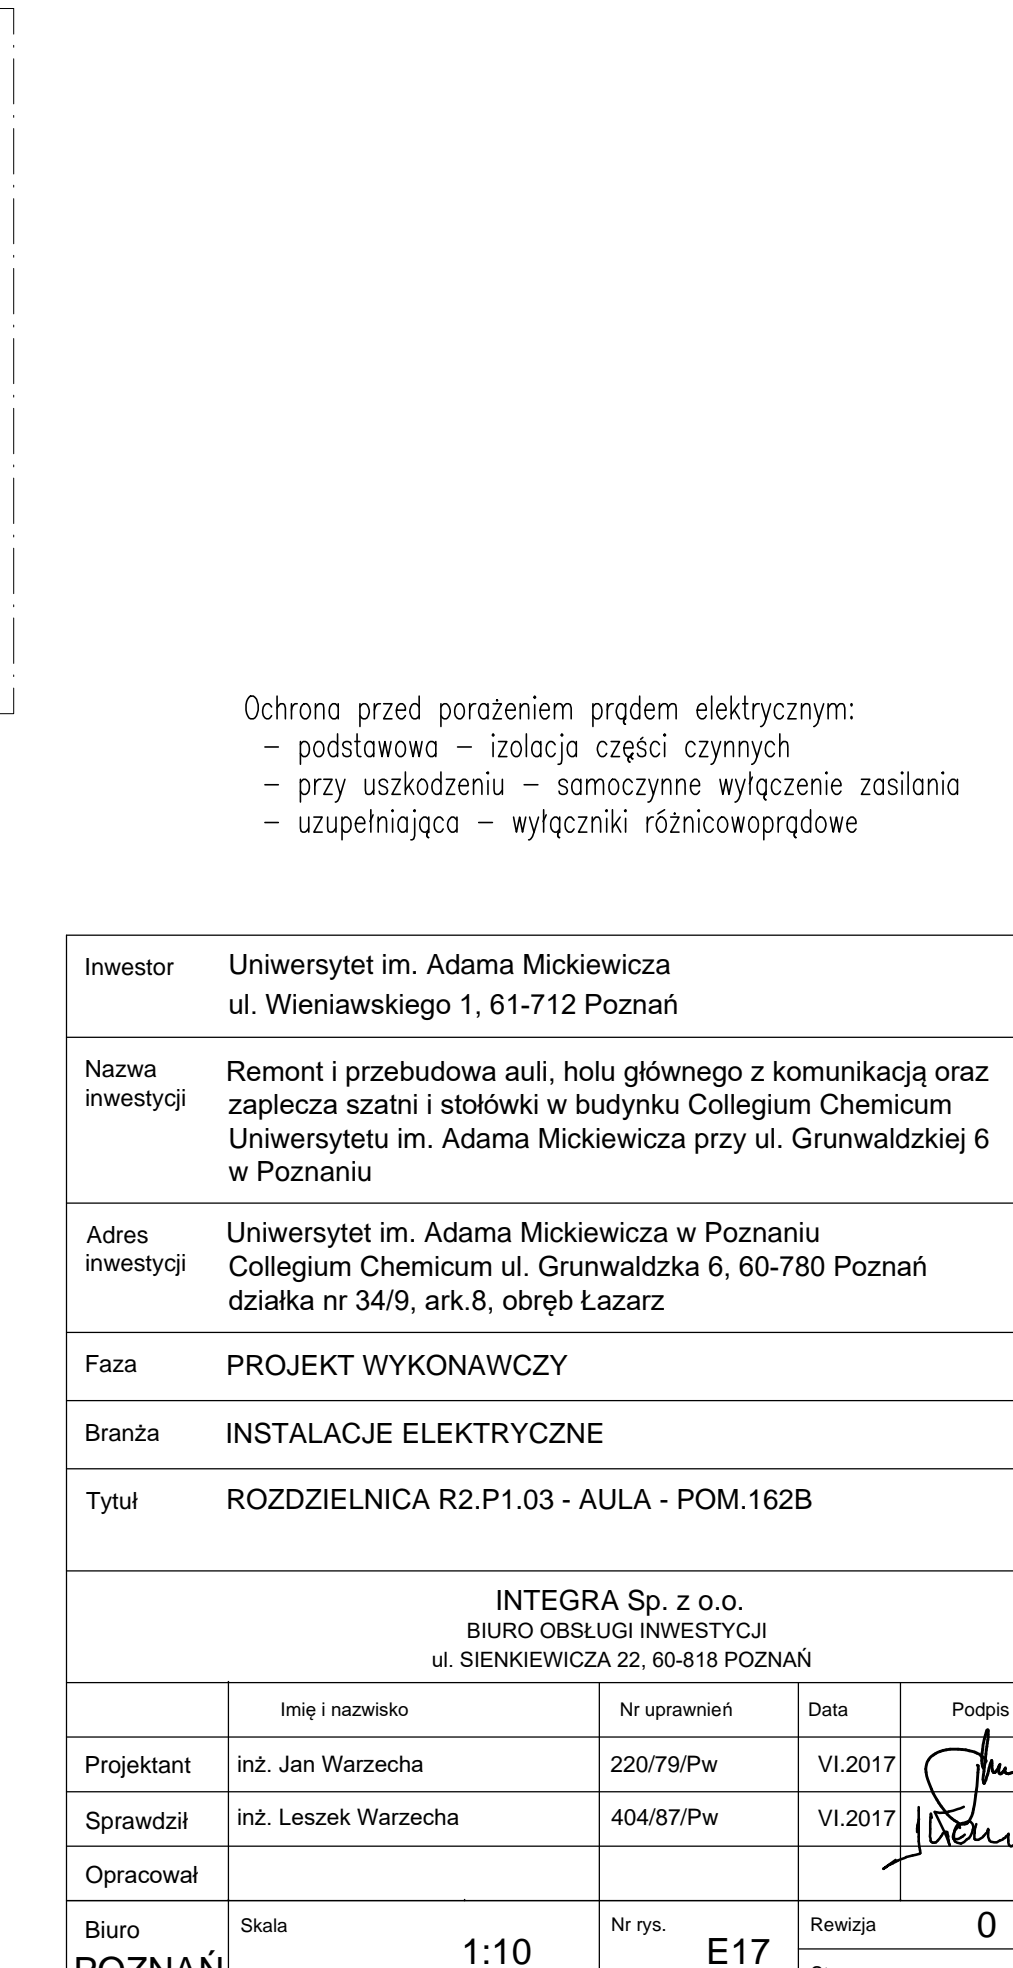 Ochrona przed porażeniem prądem elektrycznym:
– podstawowa – izolacja części czynnych
– przy uszkodzeniu – samoczynne wyłączenie zasilania
– uzupełniająca – wyłączniki różnicowoprądowe
Inwestor Uniwersytet im. Adama Mickiewicza
ul. Wieniawskiego 1, 61-712 Poznań
Nazwa inwestycji
Remont i przebudowa auli, holu głównego z komunikacją oraz
zaplecza szatni i stołówki w budynku Collegium Chemicum
Uniwersytetu im. Adama Mickiewicza przy ul. Grunwaldzkiej 6
w Poznaniu
Adres inwestycji
Uniwersytet im. Adama Mickiewicza w Poznaniu
Collegium Chemicum ul. Grunwaldzka 6, 60-780 Poznań
działka nr 34/9, ark.8, obręb Łazarz
Faza PROJEKT WYKONAWCZY
Branża INSTALACJE ELEKTRYCZNE
Tytuł ROZDZIELNICA R2.P1.03 - AULA - POM.162B
INTEGRA Sp. z o.o.
BIURO OBSŁUGI INWESTYCJI
ul. SIENKIEWICZA 22, 60-818 POZNAŃ
Imię i nazwisko Nr uprawnień Data Podpis
Projektant inż. Jan Warzecha 220/79/Pw VI.2017
Sprawdził inż. Leszek Warzecha 404/87/Pw VI.2017
Opracował
Biuro Skala Nr rys. Rewizja 0
POZNAŃ 1:10 E17